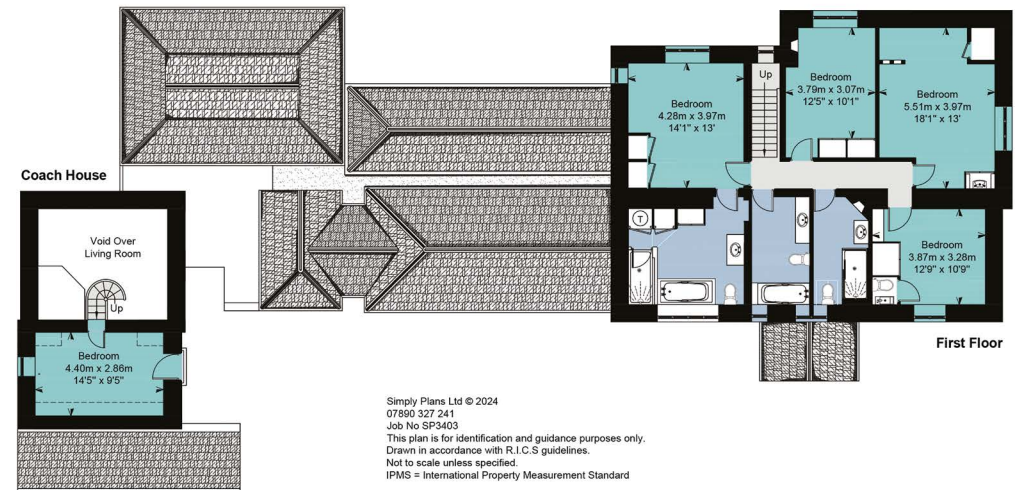 Coach House
Void Over
Living Room
Up
Bedroom
4.40m x 2.86m
14'5" x 9'5"
Bedroom
4.28m x 3.97m
14'1" x 13'
Up
Bedroom
3.79m x 3.07m
12'5" x 10'1"
Bedroom
5.51m x 3.97m
18'1" x 13'
T
Bedroom
3.87m x 3.28m
12'9" x 10'9"
First Floor
Simply Plans Ltd © 2024
07890 327 241
Job No SP3403
This plan is for identification and guidance purposes only.
Drawn in accordance with R.I.C.S guidelines.
Not to scale unless specified.
IPMS = International Property Measurement Standard